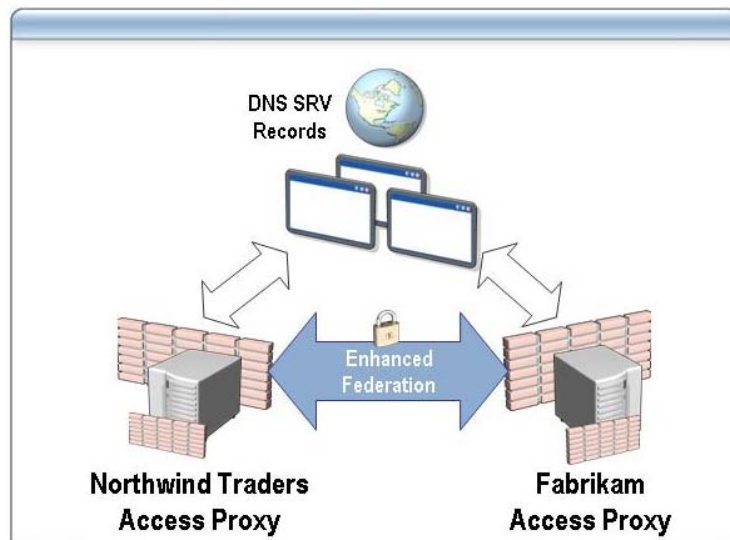 DNS SRV
Records
Enhanced
Federation
Northwind Traders
Access Proxy
Fabrikam
Access Proxy